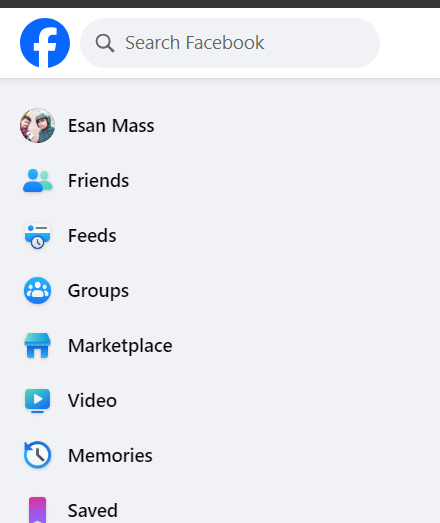 Search Facebook
Esan Mass
Friends
Feeds
Groups
Marketplace
Video
Memories
Saved